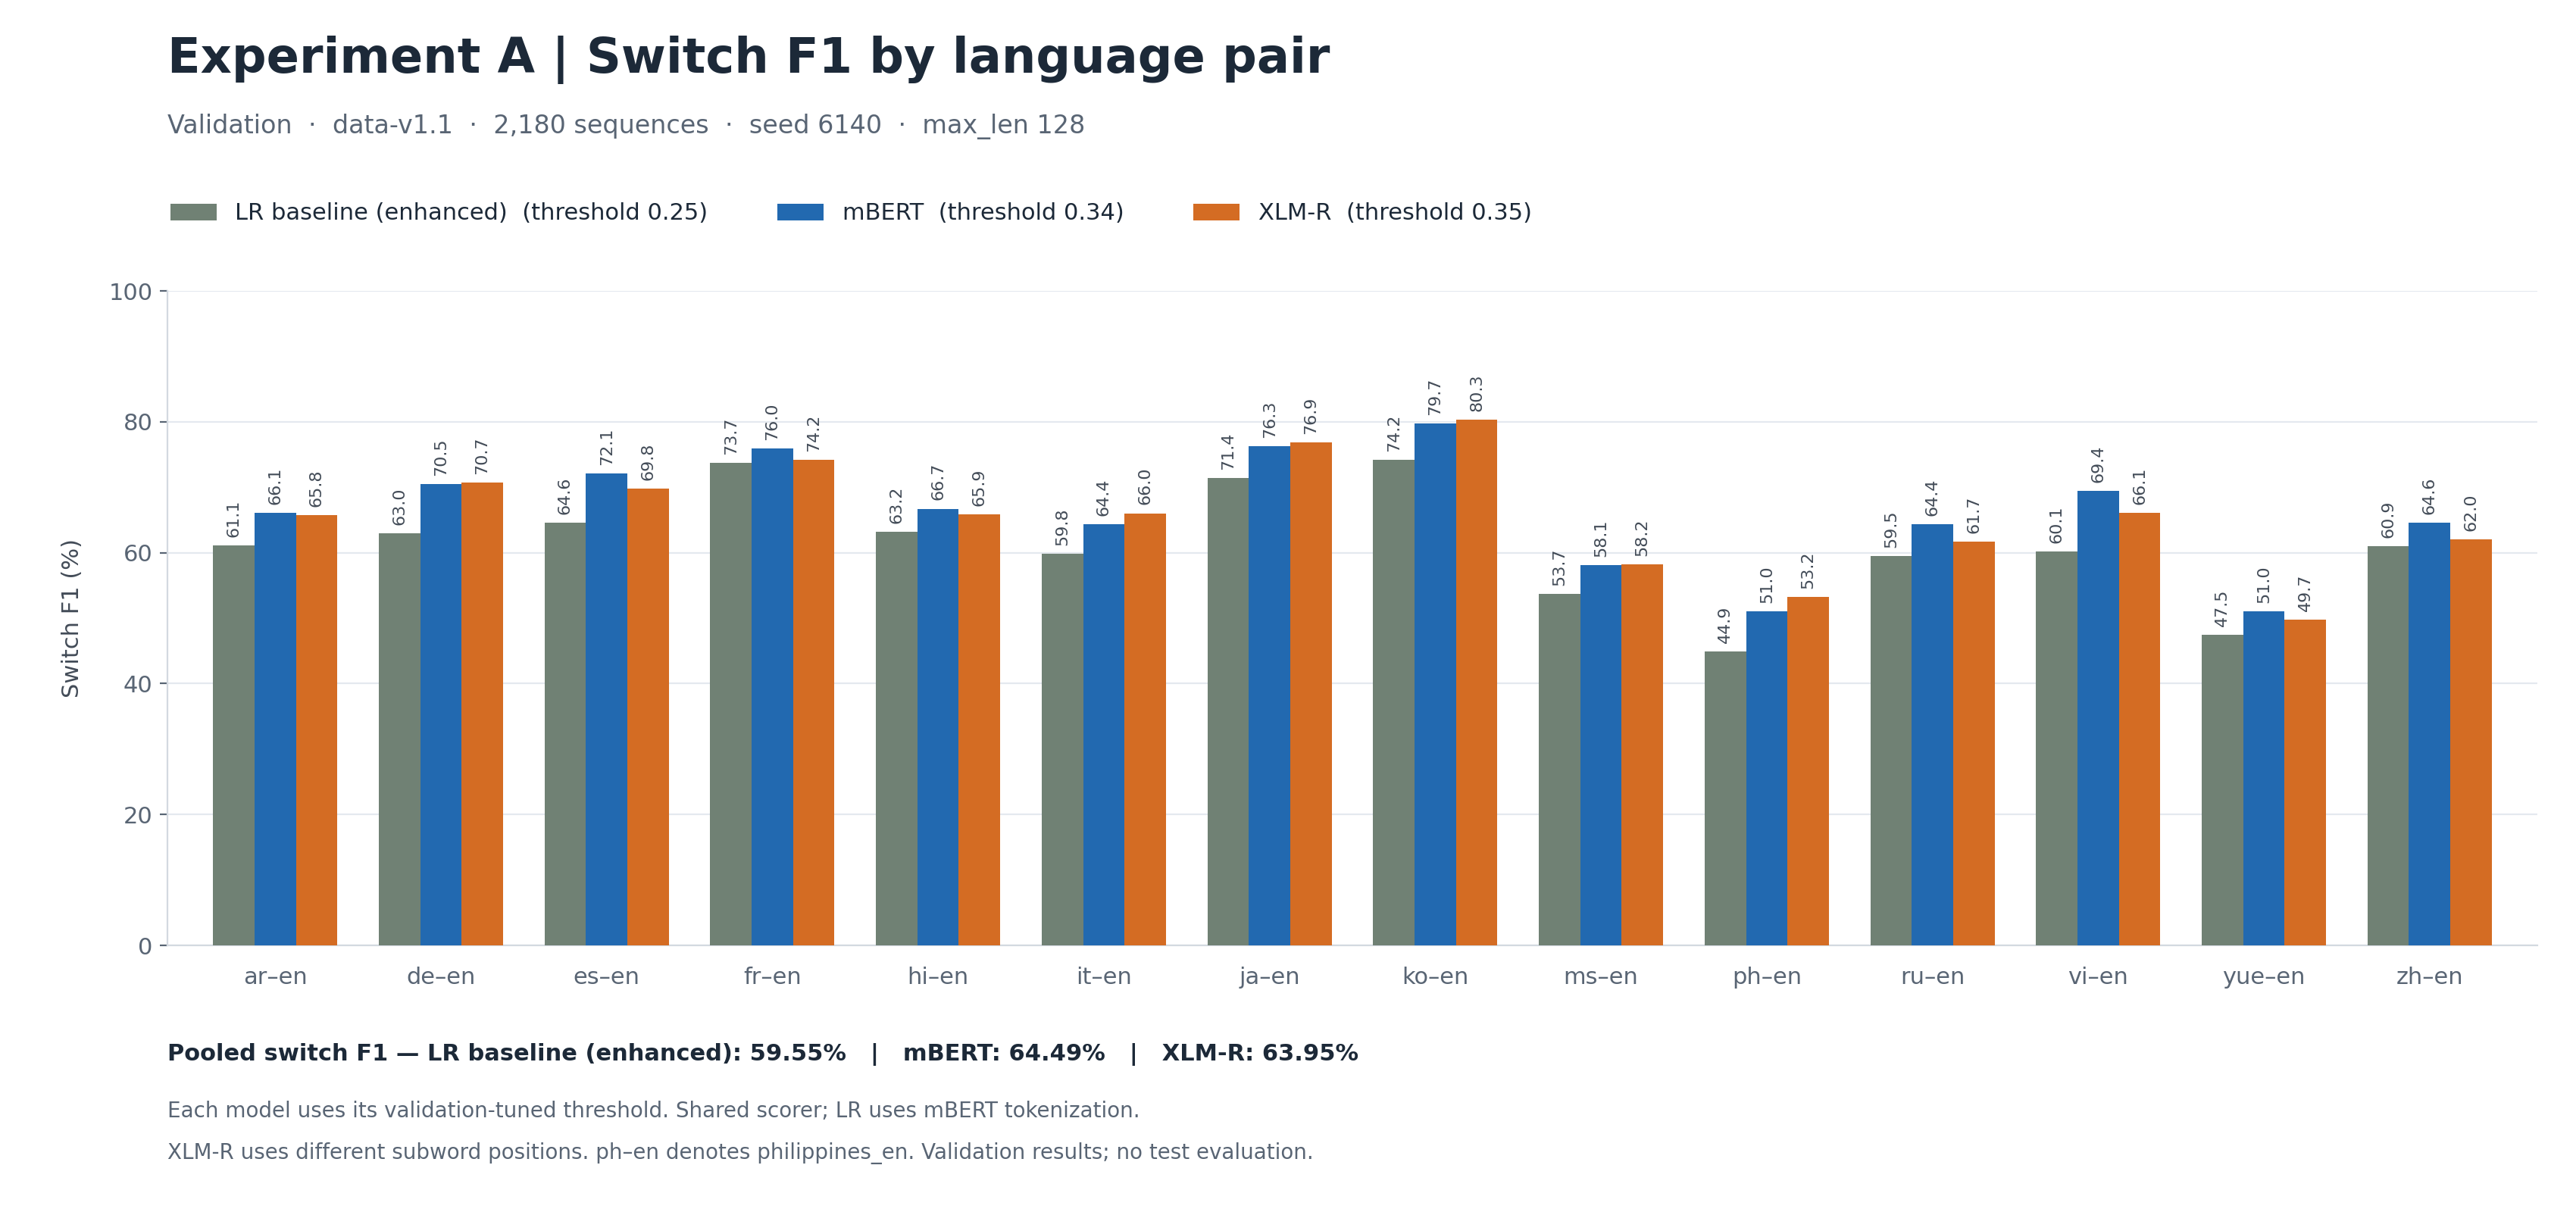 Experiment A | Switch F1 by language pair
Validation · data-v1.1 · 2,180 sequences · seed 6140 · max_len 128
LR baseline (enhanced) (threshold 0.25)
mBERT (threshold 0.34)
XLM-R (threshold 0.35)
Switch F1 (%)
100
80
60
40
20
0
61.1 66.1 65.8
63.0 70.5 70.7
64.6 72.1 69.8
73.7 76.0 74.2
63.2 66.7 65.9
59.8 64.4 66.0
71.4 76.3 76.9
74.2 79.7 80.3
53.7 58.1 58.2
44.9 51.0 53.2
59.5 64.4 61.7
60.1 69.4 66.1
47.5 51.0 49.7
60.9 64.6 62.0
ar–en de–en es–en fr–en hi–en it–en ja–en ko–en ms–en ph–en ru–en vi–en yue–en zh–en
Pooled switch F1 — LR baseline (enhanced): 59.55% | mBERT: 64.49% | XLM-R: 63.95%
Each model uses its validation-tuned threshold. Shared scorer; LR uses mBERT tokenization.
XLM-R uses different subword positions. ph–en denotes philippines_en. Validation results; no test evaluation.